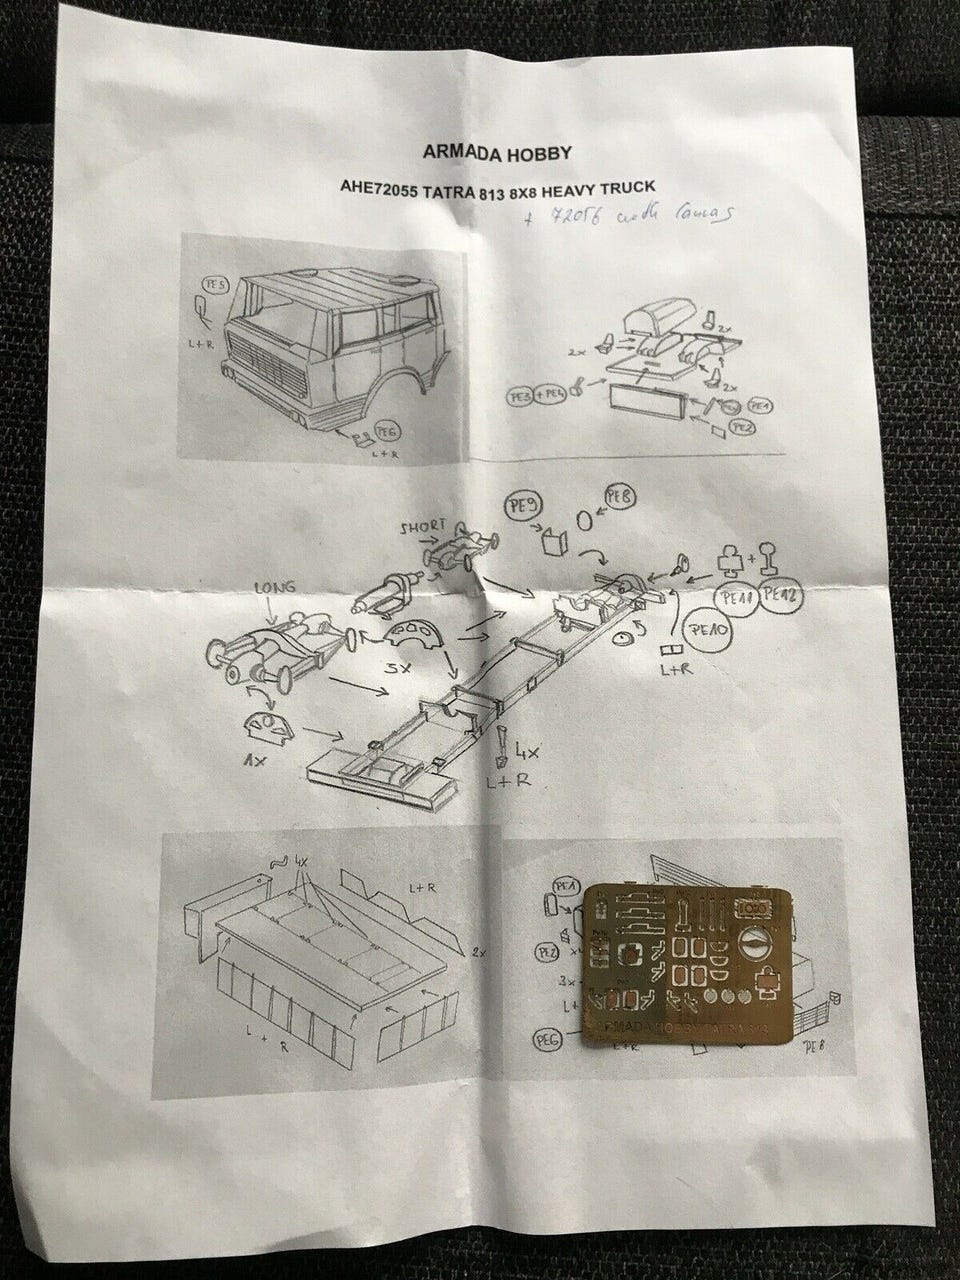 ARMADA HOBBY
AHE72055 TATRA 813 8X8 HEAVY TRUCK
+ 72056 with Canvas
PE5
L+R
PE6
L+R
2x
2x
2x
PE3 + PE4
PE1
PE2
SHORT
PE9
PE8
LONG
+
PE11
PE12
PE10
3X
L+R
1X
4X
L+R
4X
L+R
2x
L+R
PE1
PE2
x4
3x
L+
PE6
L+R
PE8
ARMADA HOBBY TATRA 813